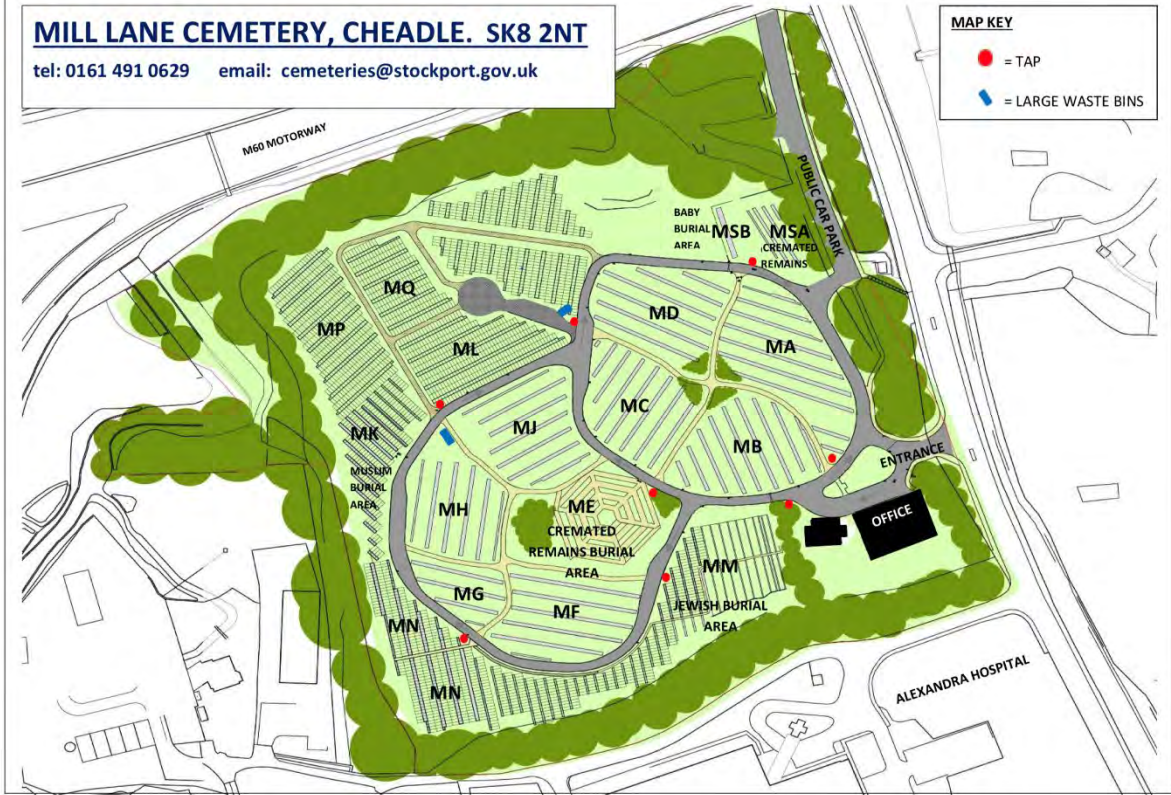 MILL LANE CEMETERY, CHEADLE. SK8 2NT
tel: 0161 491 0629 email: cemeteries@stockport.gov.uk
MAP KEY
= TAP
= LARGE WASTE BINS
M60 MOTORWAY
PUBLIC CAR PARK
BABY
BURIAL
AREA
MSB
MSA
CREMATED
REMAINS
MQ
MP
ML
MD
MA
MC
MB
MJ
MK
MUSLIM
BURIAL
AREA
MH
ME
CREMATED
REMAINS BURIAL
AREA
ENTRANCE
OFFICE
MM
JEWISH BURIAL
AREA
MG
MF
MN
MN
ALEXANDRA HOSPITAL